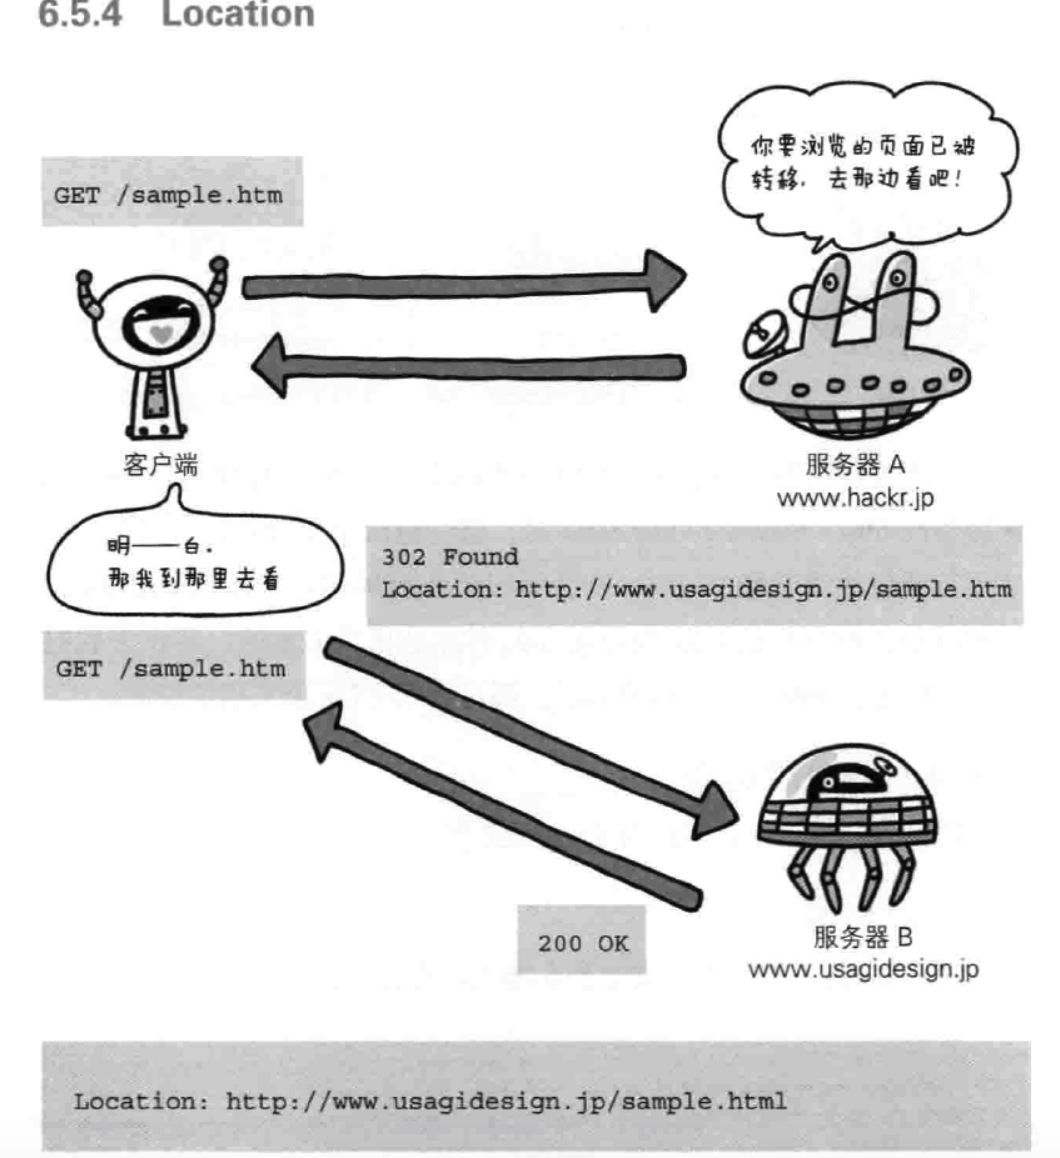 6.5.4 Location
你要浏览的页面已被
转移，去那边看吧！
GET /sample.htm
客户端
服务器 A
www.hackr.jp
明——白．
那我到那里去看
302 Found
Location: http://www.usagidesign.jp/sample.htm
GET /sample.htm
200 OK
服务器 B
www.usagidesign.jp
Location: http://www.usagidesign.jp/sample.html